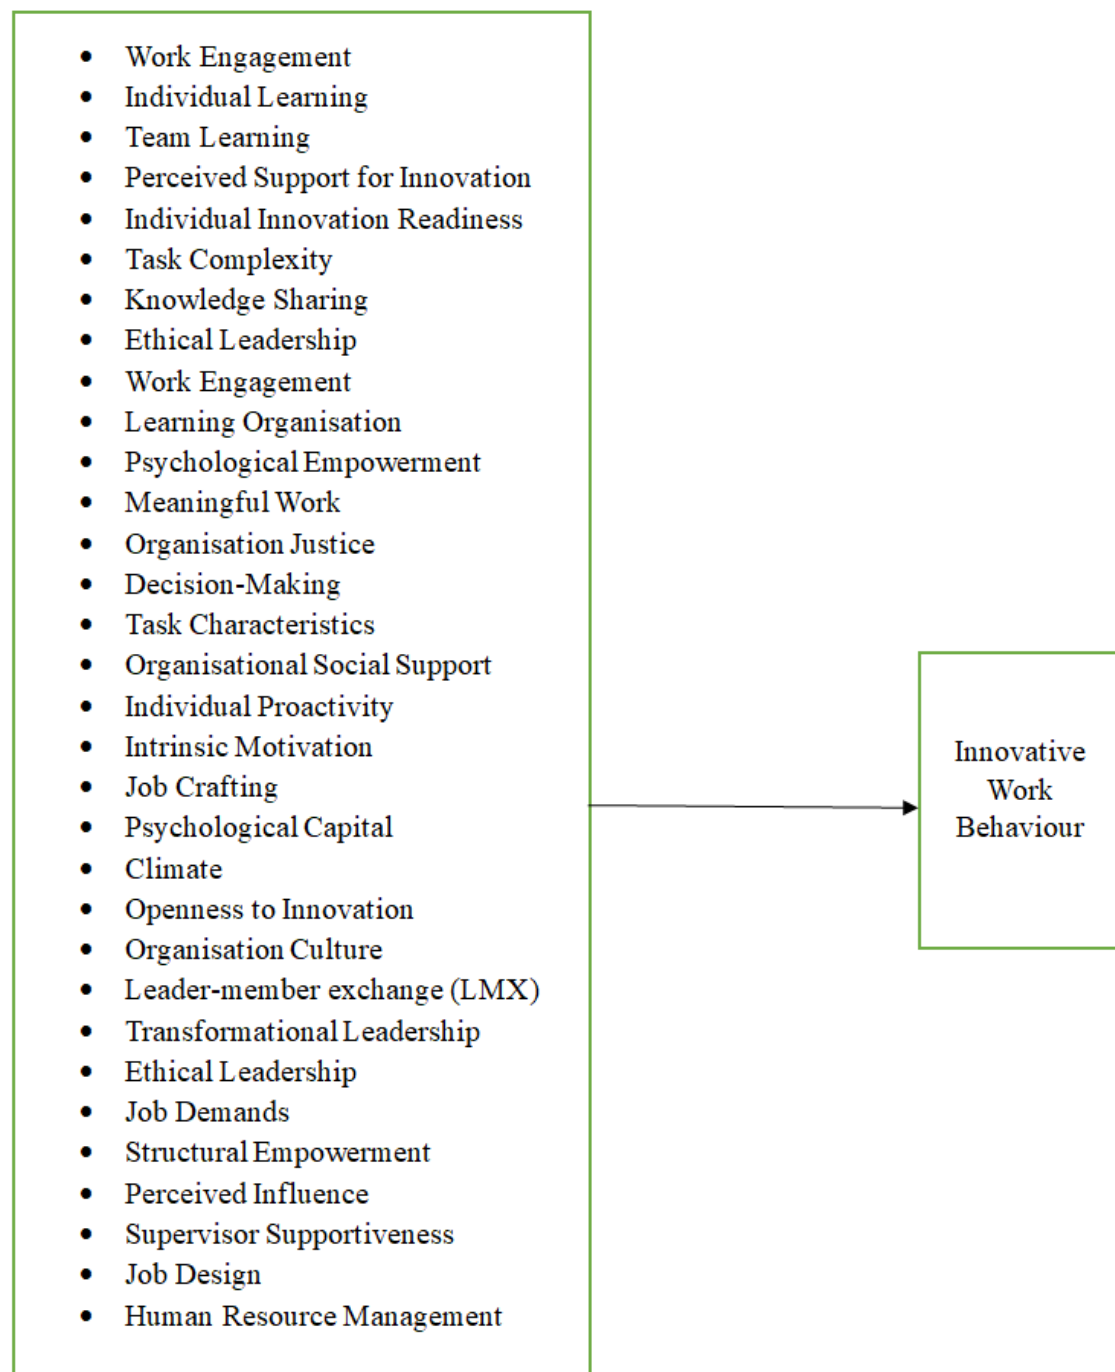 • Work Engagement
• Individual Learning
• Team Learning
• Perceived Support for Innovation
• Individual Innovation Readiness
• Task Complexity
• Knowledge Sharing
• Ethical Leadership
• Work Engagement
• Learning Organisation
• Psychological Empowerment
• Meaningful Work
• Organisation Justice
• Decision-Making
• Task Characteristics
• Organisational Social Support
• Individual Proactivity
• Intrinsic Motivation
• Job Crafting
• Psychological Capital
• Climate
• Openness to Innovation
• Organisation Culture
• Leader-member exchange (LMX)
• Transformational Leadership
• Ethical Leadership
• Job Demands
• Structural Empowerment
• Perceived Influence
• Supervisor Supportiveness
• Job Design
• Human Resource Management
Innovative
Work
Behaviour